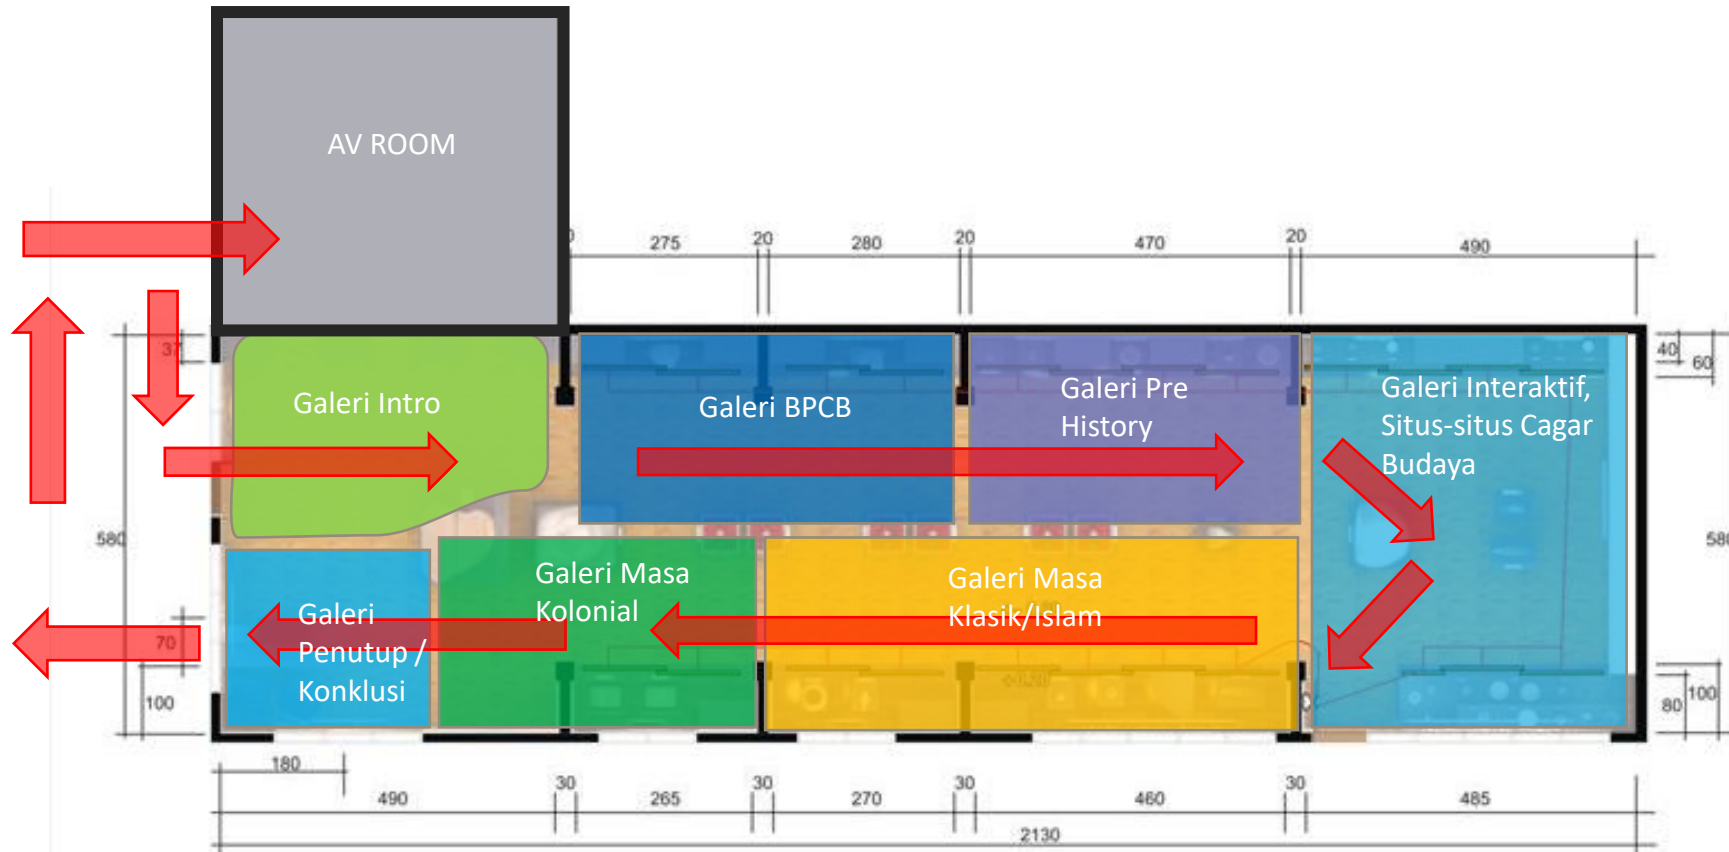 AV ROOM
275
20
280
20
470
20
490
37
40
60
Galeri Intro
Galeri BPCB
Galeri Pre
History
Galeri Interaktif,
Situs-situs Cagar
Budaya
580
580
Galeri Masa
Kolonial
Galeri Masa
Klasik/Islam
Galeri
Penutup /
Konklusi
70
100
80
100
180
490
30
265
30
270
30
460
30
485
2130